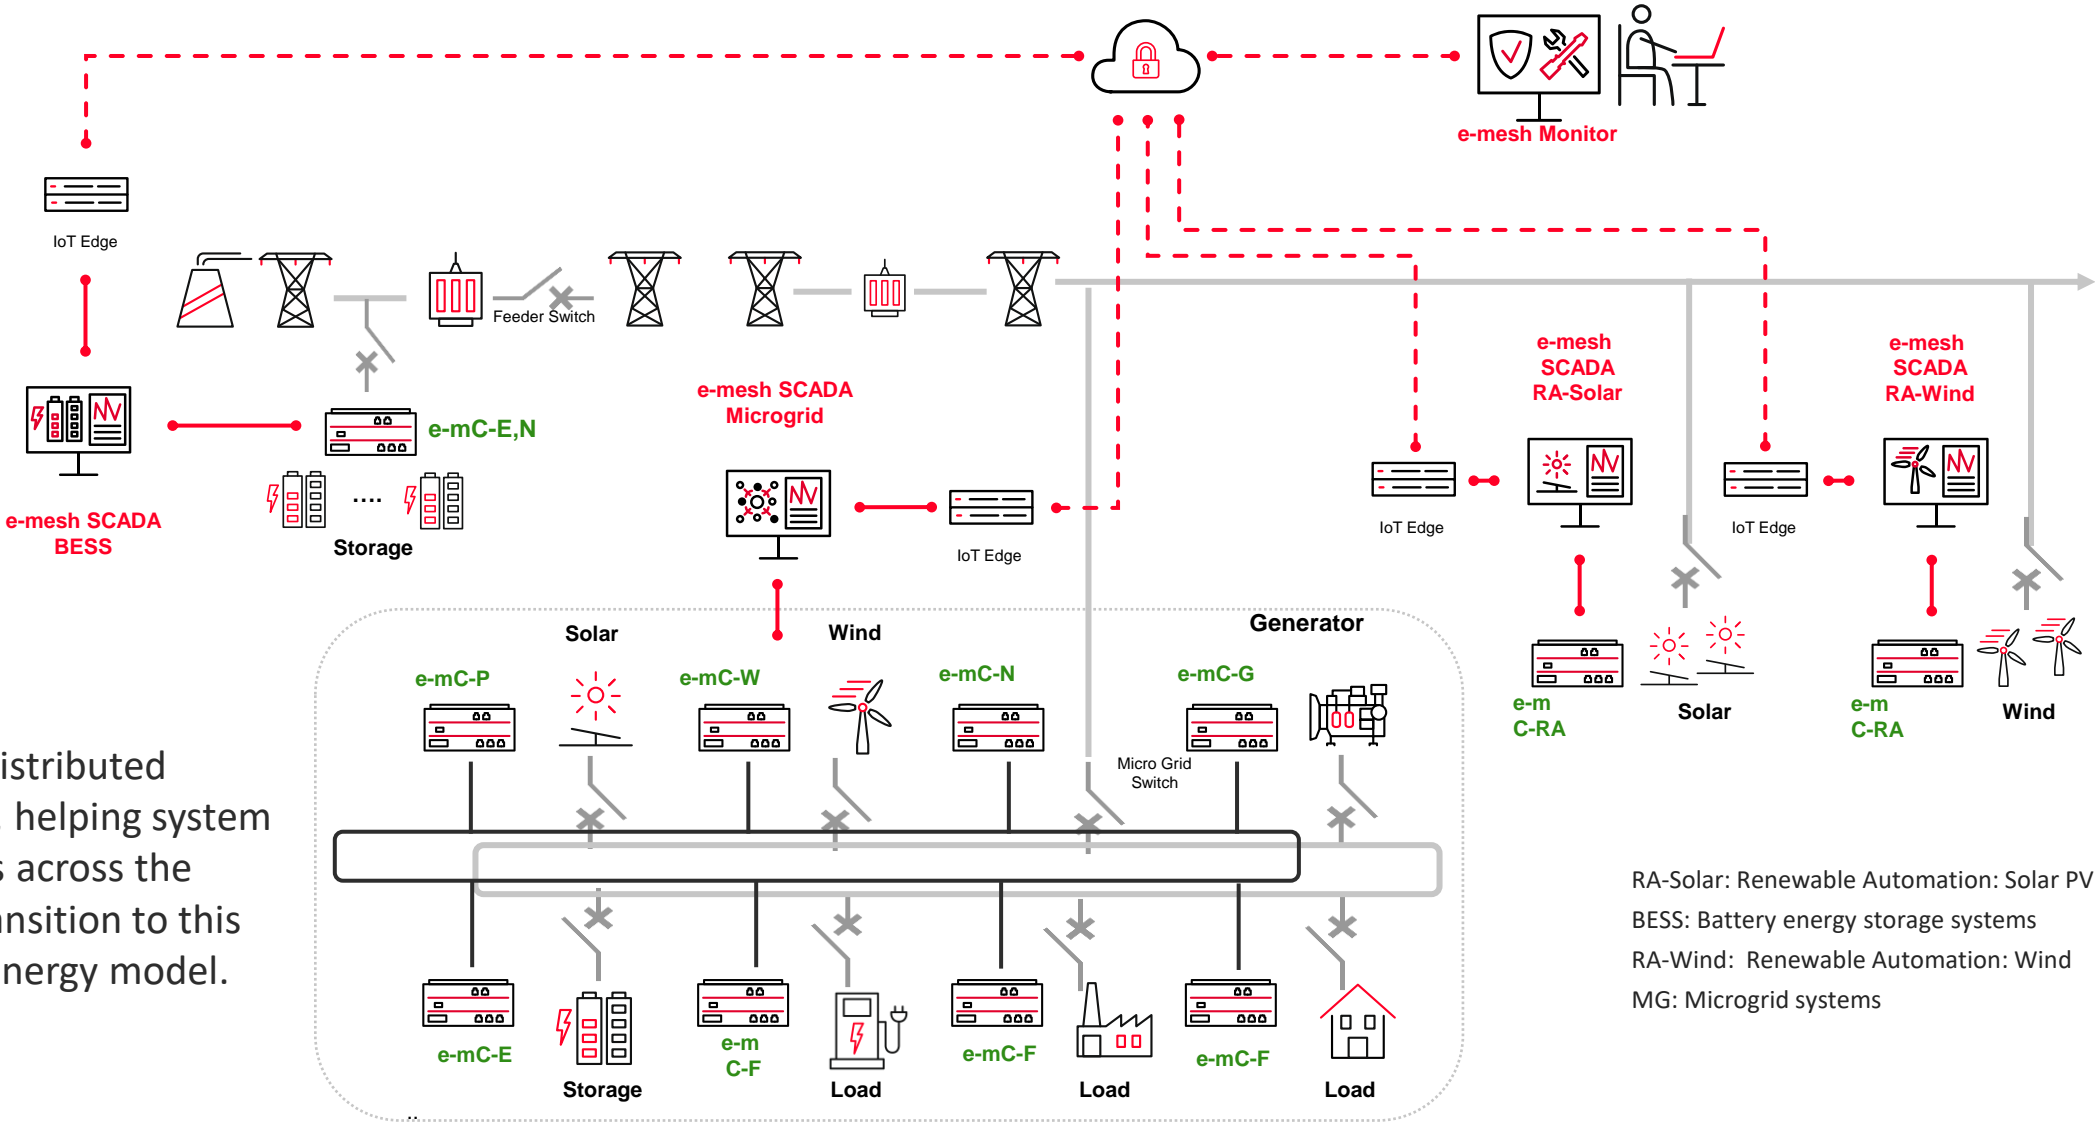 e-mesh Monitor
IoT Edge
Feeder Switch
e-mesh SCADA
BESS
e-mC-E,N
....
Storage
e-mesh SCADA
Microgrid
IoT Edge
e-mesh
SCADA
RA-Solar
IoT Edge
e-m
C-RA
Solar
e-mesh
SCADA
RA-Wind
IoT Edge
e-m
C-RA
Wind
Solar
Wind
Generator
e-mC-P
e-mC-W
e-mC-N
e-mC-G
Micro Grid
Switch
e-mC-E
Storage
e-m
C-F
Load
e-mC-F
Load
e-mC-F
Load
..
istributed
helping system
s across the
ansition to this
nergy model.
RA-Solar: Renewable Automation: Solar PV
BESS: Battery energy storage systems
RA-Wind: Renewable Automation: Wind
MG: Microgrid systems